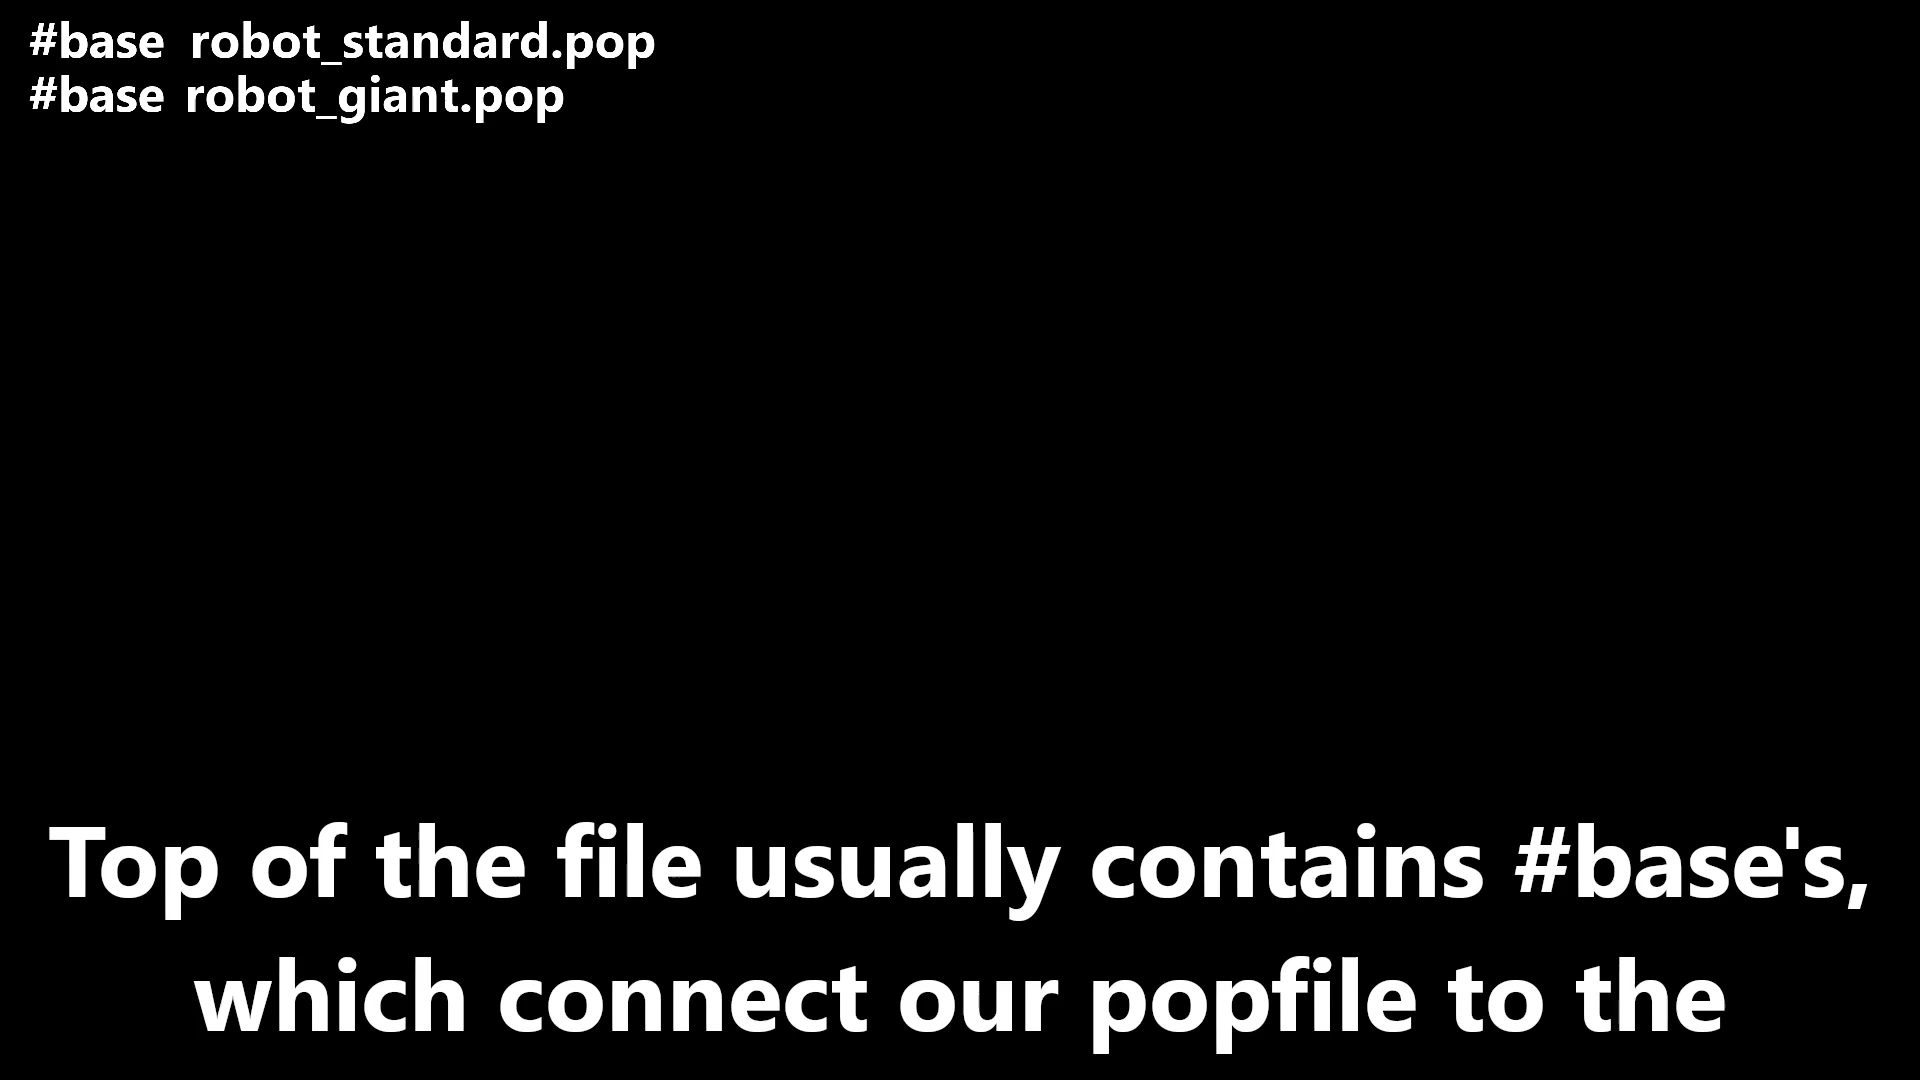 #base robot_standard.pop
#base robot_giant.pop
Top of the file usually contains #base's,
which connect our popfile to the